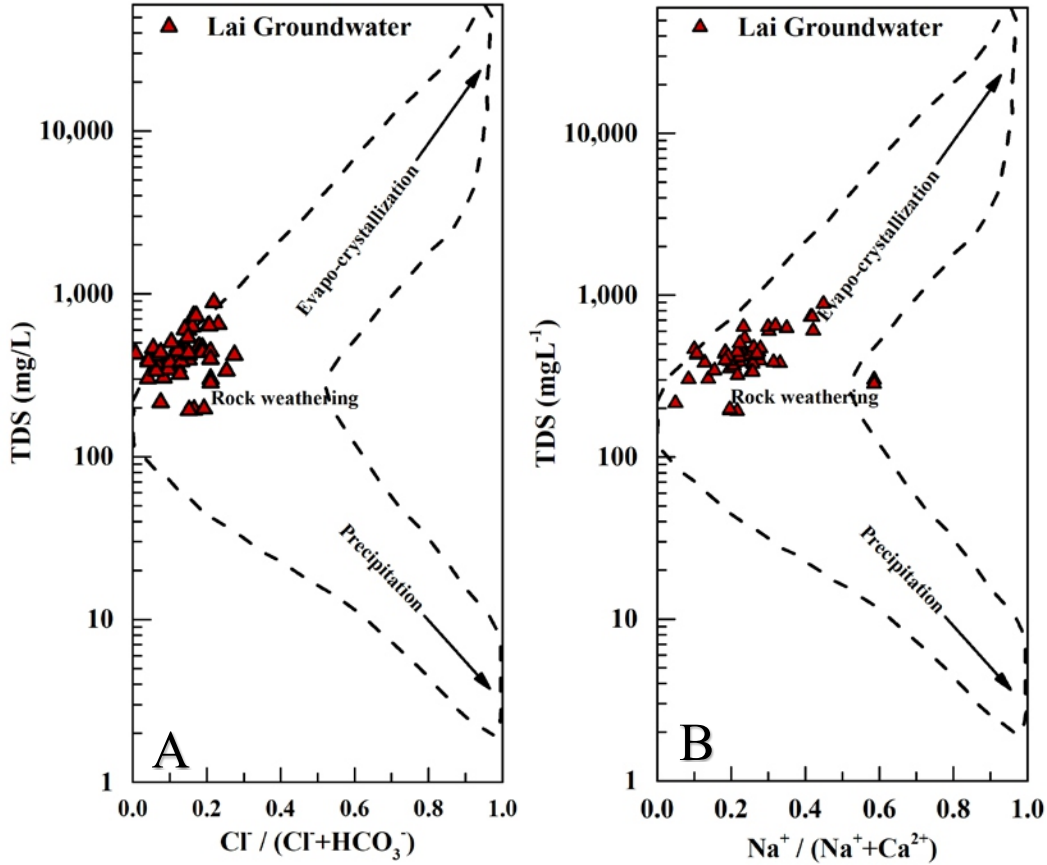 Lai Groundwater
10,000
1,000
100
10
1
TDS (mg/L)
Evapo-crystallization
Rock weathering
Precipitation
A
0.0 0.2 0.4 0.6 0.8 1.0
Cl⁻ / (Cl⁻+HCO₃⁻)
Lai Groundwater
10,000
1,000
100
10
1
TDS (mgL⁻¹)
Evapo-crystallization
Rock weathering
Precipitation
B
0.0 0.2 0.4 0.6 0.8 1.0
Na⁺ / (Na⁺+Ca²⁺)